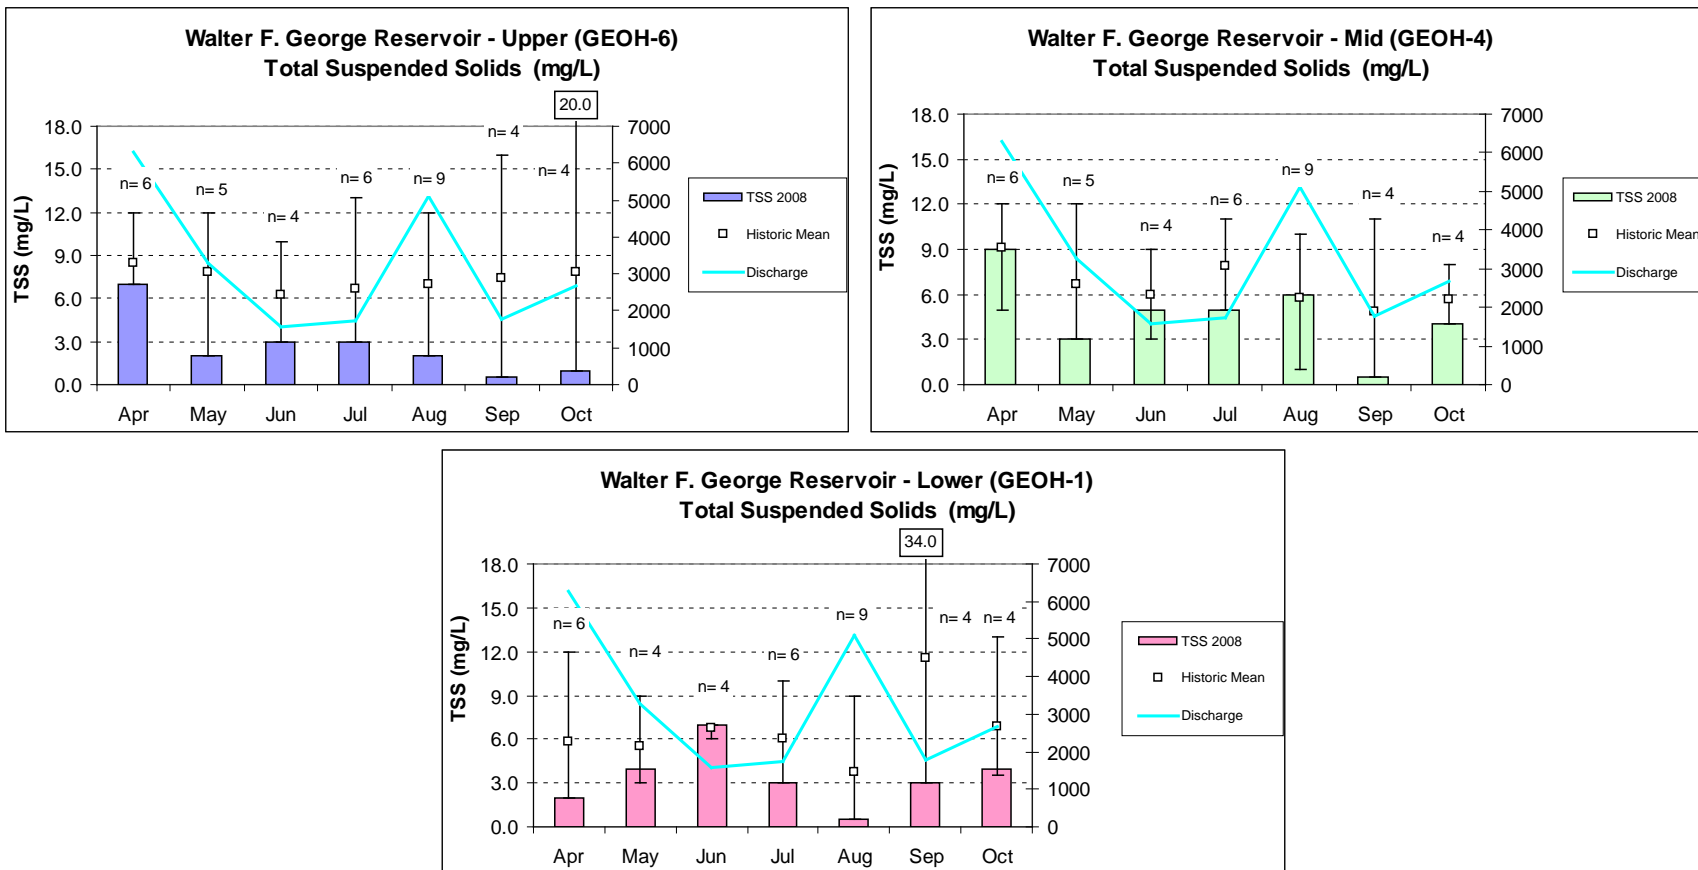 Walter F. George Reservoir - Upper (GEOH-6)
Total Suspended Solids (mg/L)
20.0
18.0
15.0
12.0
9.0
6.0
3.0
0.0
TSS (mg/L)
n= 6
n= 5
n= 4
n= 6
n= 9
n= 4
n= 4
7000
6000
5000
4000
3000
2000
1000
0
Apr May Jun Jul Aug Sep Oct
TSS 2008
Historic Mean
Discharge
Walter F. George Reservoir - Mid (GEOH-4)
Total Suspended Solids (mg/L)
18.0
15.0
12.0
9.0
6.0
3.0
0.0
TSS (mg/L)
n= 6
n= 5
n= 4
n= 6
n= 9
n= 4
n= 4
7000
6000
5000
4000
3000
2000
1000
0
Apr May Jun Jul Aug Sep Oct
TSS 2008
Historic Mean
Discharge
Walter F. George Reservoir - Lower (GEOH-1)
Total Suspended Solids (mg/L)
34.0
18.0
15.0
12.0
9.0
6.0
3.0
0.0
TSS (mg/L)
n= 6
n= 4
n= 4
n= 6
n= 9
n= 4
n= 4
7000
6000
5000
4000
3000
2000
1000
0
Apr May Jun Jul Aug Sep Oct
TSS 2008
Historic Mean
Discharge